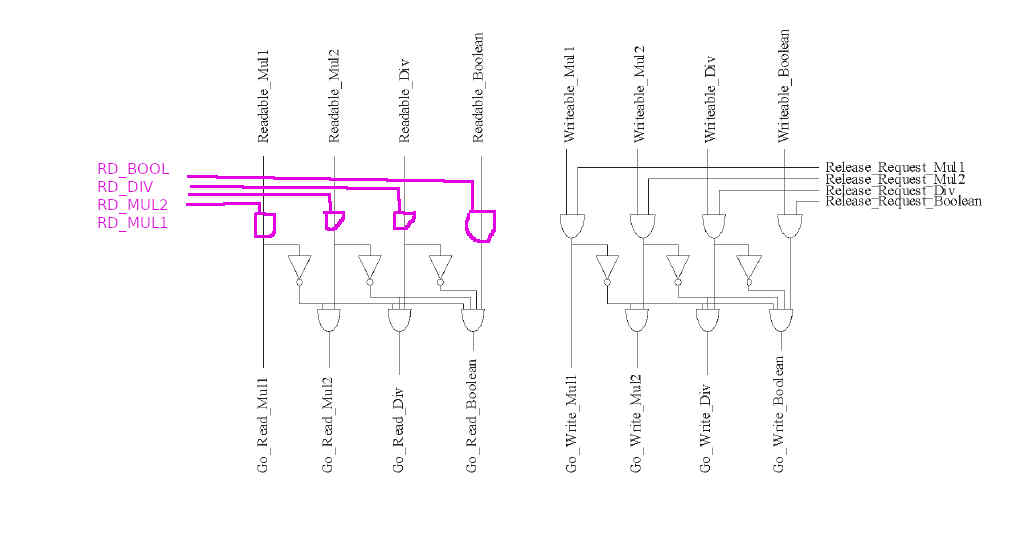 Readable_Mul1
Readable_Mul2
Readable_Div
Readable_Boolean
Writeable_Mul1
Writeable_Mul2
Writeable_Div
Writeable_Boolean
RD_BOOL
RD_DIV
RD_MUL2
RD_MUL1
Release_Request_Mul1
Release_Request_Mul2
Release_Request_Div
Release_Request_Boolean
Go_Read_Mul1
Go_Read_Mul2
Go_Read_Div
Go_Read_Boolean
Go_Write_Mul1
Go_Write_Mul2
Go_Write_Div
Go_Write_Boolean